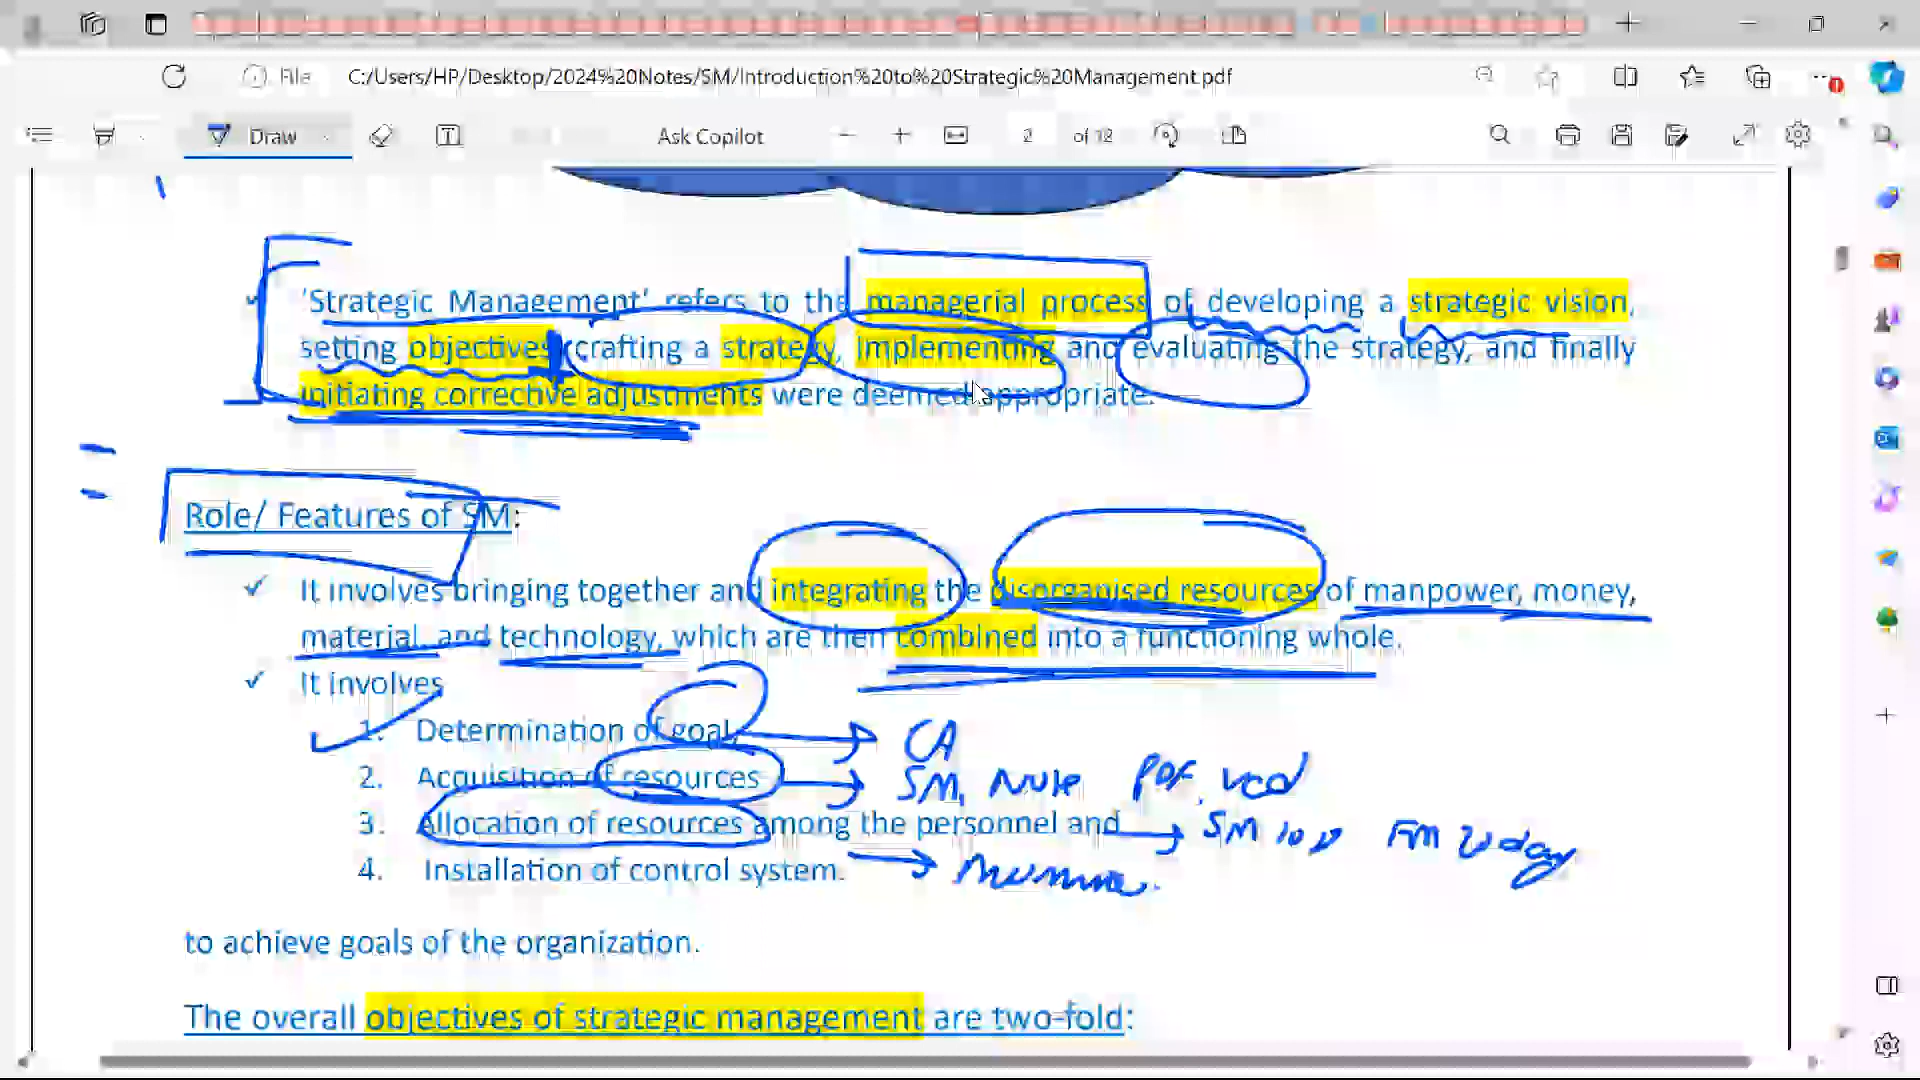 File C:/Users/HP/Desktop/2024%20Notes/SM/Introduction%20to%20Strategic%20Management.pdf
Draw Ask Copilot 2 of 18
'Strategic Management' refers to the managerial process of developing a strategic vision,
setting objectives crafting a strategy, implementing and evaluating the strategy, and finally
initiating corrective adjustments were deemed appropriate.
Role/ Features of SM:
✓ It involves bringing together and integrating the disorganised resources of manpower, money,
material, and technology, which are then combined into a functioning whole.
✓ It involves
1. Determination of goal, CA
2. Acquisition of resources SM, PDF,
3. Allocation of resources among the personnel and SM FM 20 day
4. Installation of control system.
to achieve goals of the organization.
The overall objectives of strategic management are two-fold: